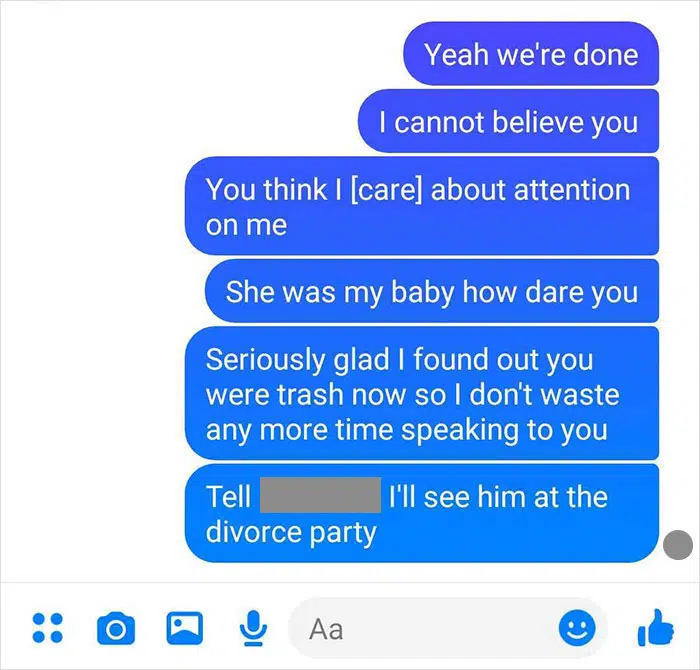 Yeah we're done
I cannot believe you
You think I [care] about attention
on me
She was my baby how dare you
Seriously glad I found out you
were trash now so I don't waste
any more time speaking to you
Tell I'll see him at the
divorce party
Aa